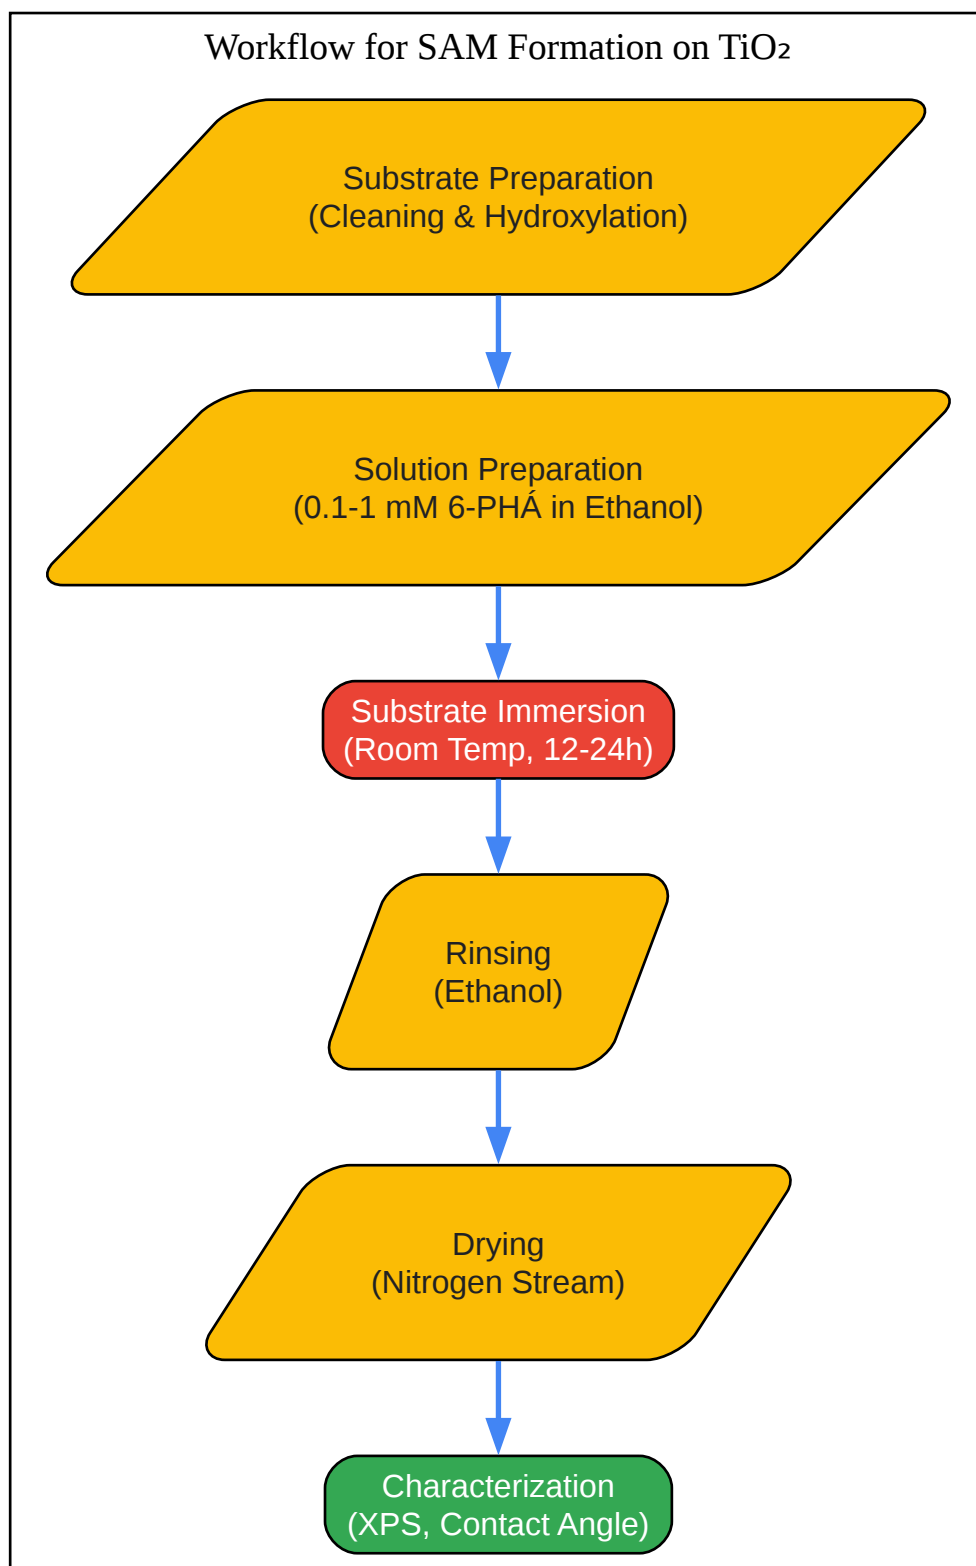 Workflow for SAM Formation on TiO₂
Substrate Preparation
(Cleaning & Hydroxylation)
Solution Preparation
(0.1-1 mM 6-PHÁ in Ethanol)
Substrate Immersion
(Room Temp, 12-24h)
Rinsing
(Ethanol)
Drying
(Nitrogen Stream)
Characterization
(XPS, Contact Angle)